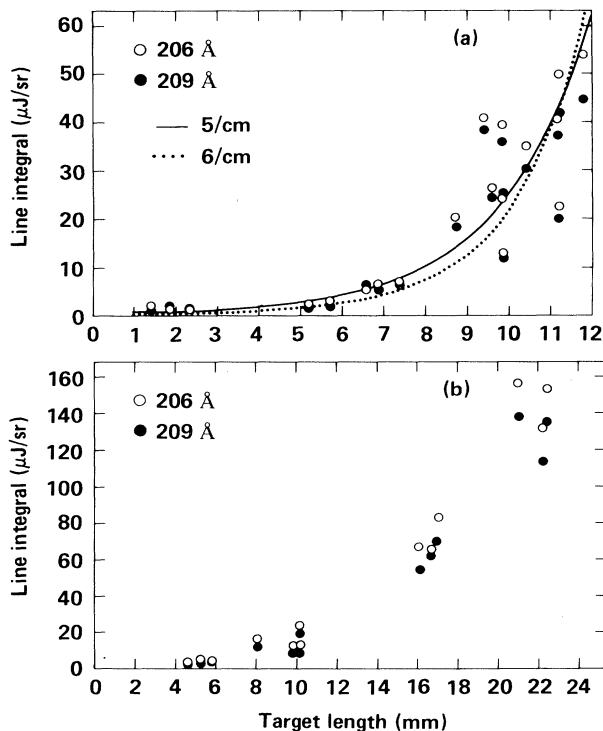 60
50
40
30
20
10
0
Line integral (μJ/sr)
206 Å
209 Å
5/cm
6/cm
(a)
0 1 2 3 4 5 6 7 8 9 10 11 12
160
140
120
100
80
60
40
20
0
Line integral (μJ/sr)
206 Å
209 Å
(b)
0 2 4 6 8 10 12 14 16 18 20 22 24
Target length (mm)